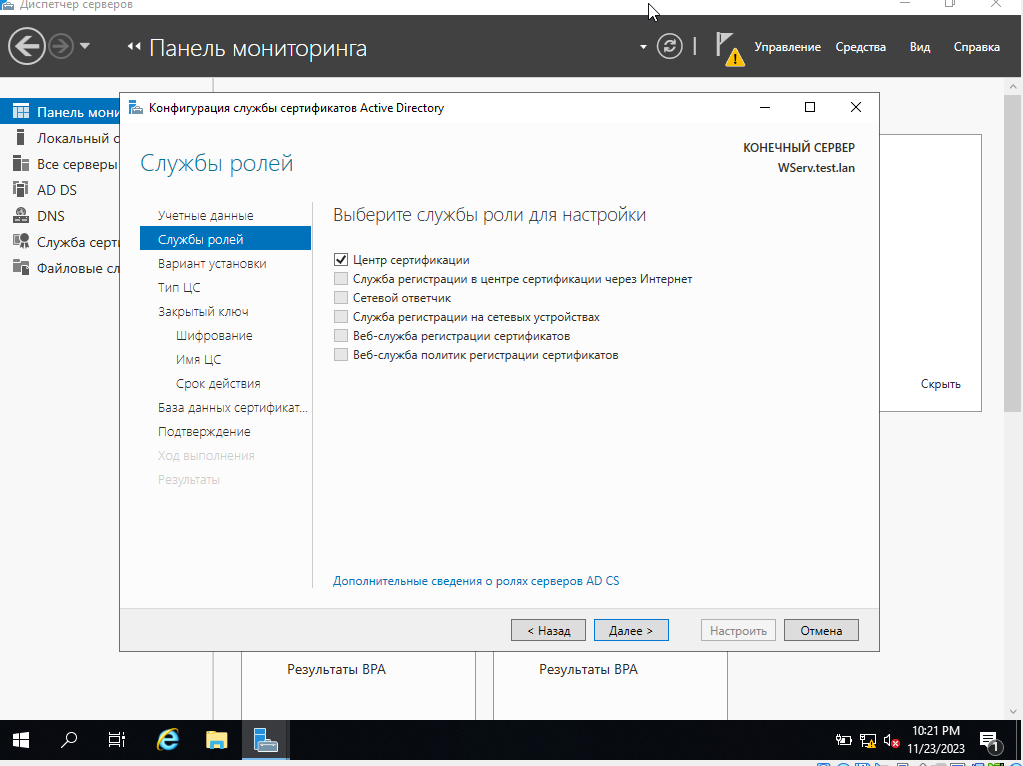 Диспетчер серверов
Панель мониторинга
Управление
Средства
Вид
Справка
Панель мони
Локальный с
Все серверы
AD DS
DNS
Служба серти
Файловые сл
Конфигурация службы сертификатов Active Directory
Службы ролей
КОНЕЧНЫЙ СЕРВЕР
WServ.test.lan
Учетные данные
Службы ролей
Вариант установки
Тип ЦС
Закрытый ключ
Шифрование
Имя ЦС
Срок действия
База данных сертификат...
Подтверждение
Ход выполнения
Результаты
Выберите службы роли для настройки
Центр сертификации
Служба регистрации в центре сертификации через Интернет
Сетевой ответчик
Служба регистрации на сетевых устройствах
Веб-служба регистрации сертификатов
Веб-служба политик регистрации сертификатов
Дополнительные сведения о ролях серверов AD CS
< Назад
Далее >
Настроить
Отмена
Скрыть
Результаты BPA
Результаты BPA
10:21 PM
11/23/2023
1